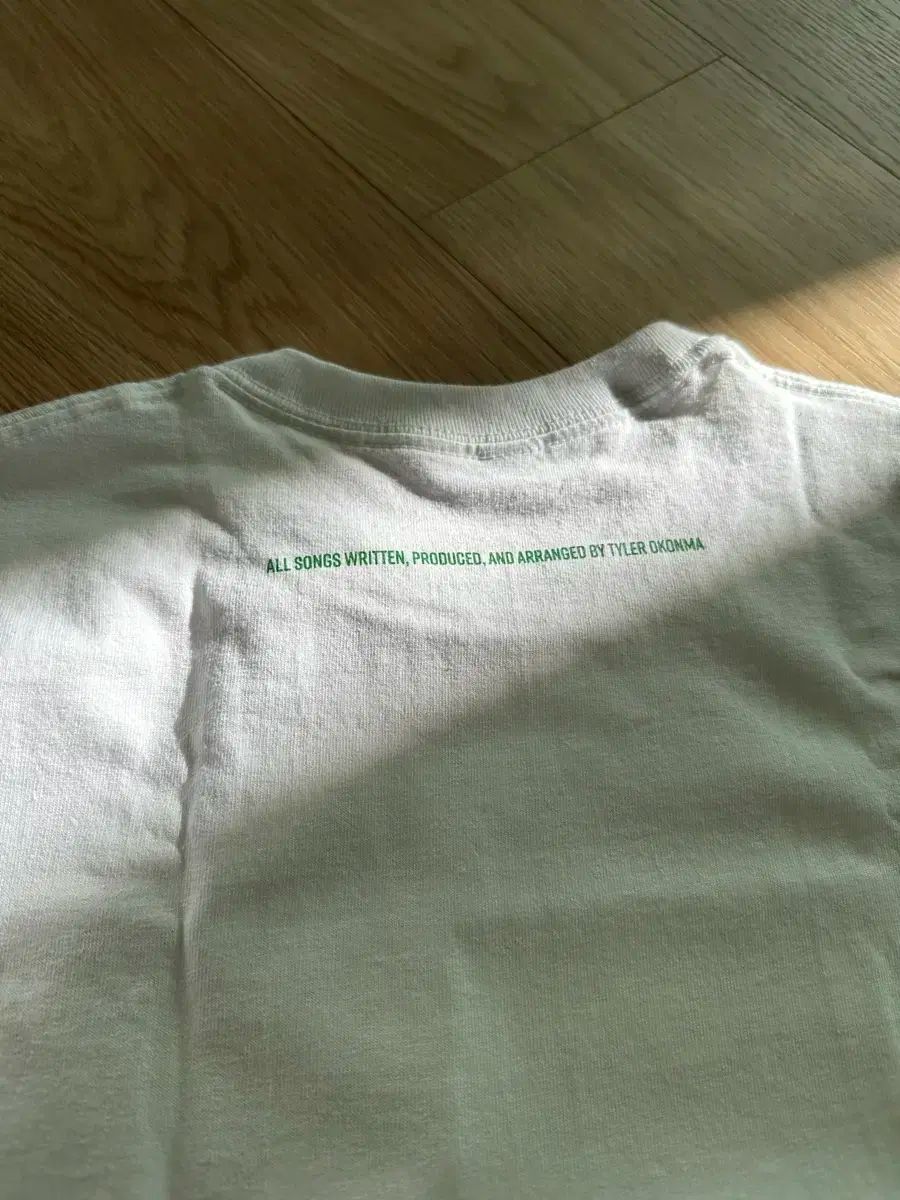 ALL SONGS WRITTEN, PRODUCED, AND ARRANGED BY TYLER OKONMA